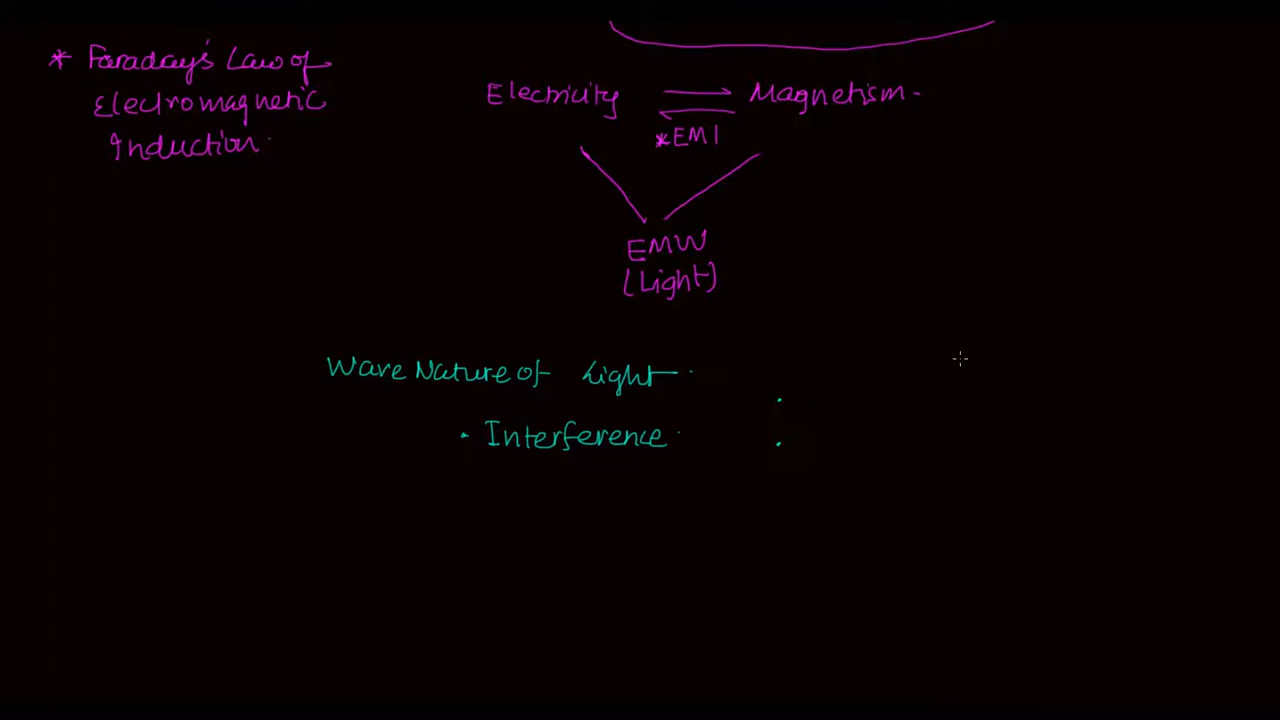 * Faraday's Law of
Electromagnetic
Induction.
Electricity ⇌ Magnetism.
*EMI
EMW
(Light)
Wave Nature of Light.
• Interference.